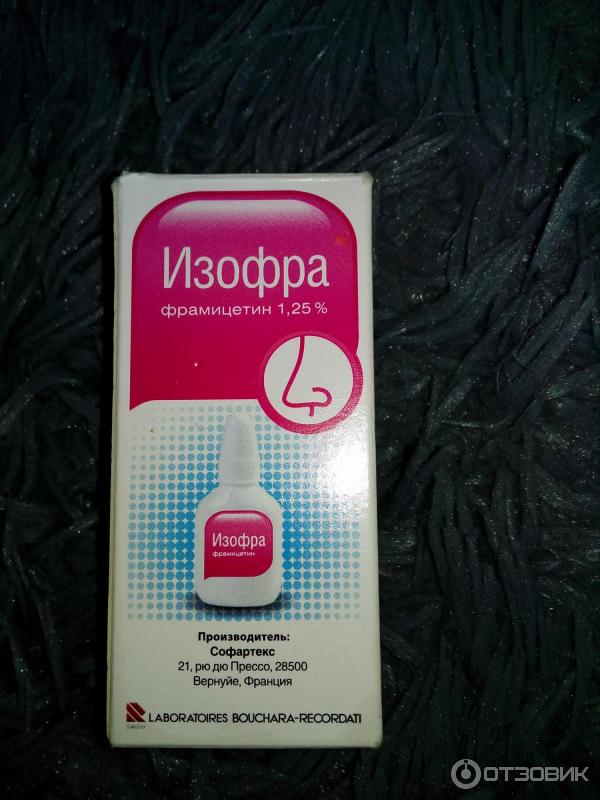 Изофра
фрамицетин 1,25 %
Изофра
фрамицетин
Производитель:
Софартекс
21, рю дю Прессо, 28500
Вернуйе, Франция
LABORATOIRES BOUCHARA-RECORDATI
ОТЗОВИК